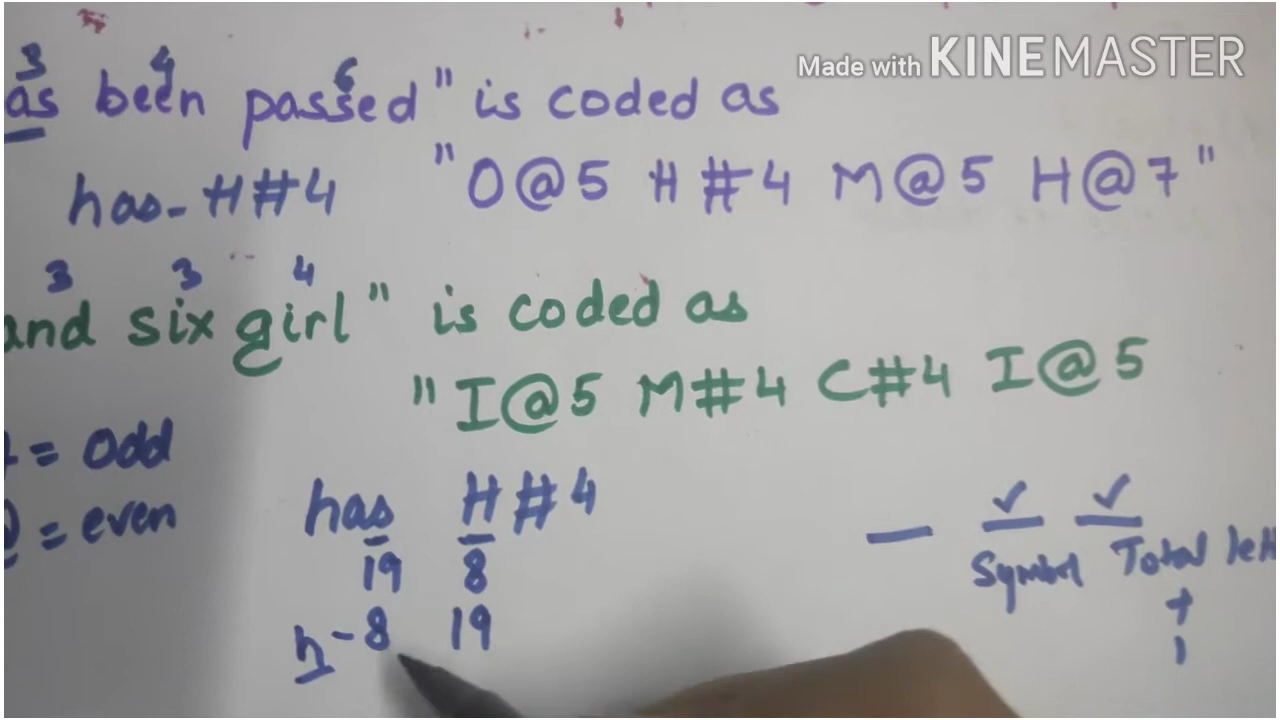 Made with KINEMASTER
3 4 6
as been passed" is coded as
has - H#4 "O@5 H#4 M@5 H@7"
3 3 4
and six girl" is coded as
"I@5 M#4 C#4 I@5
= Odd
@ = even
has H#4
19 8
h - 8 19
✓ ✓
Symbol Total lett
+
1